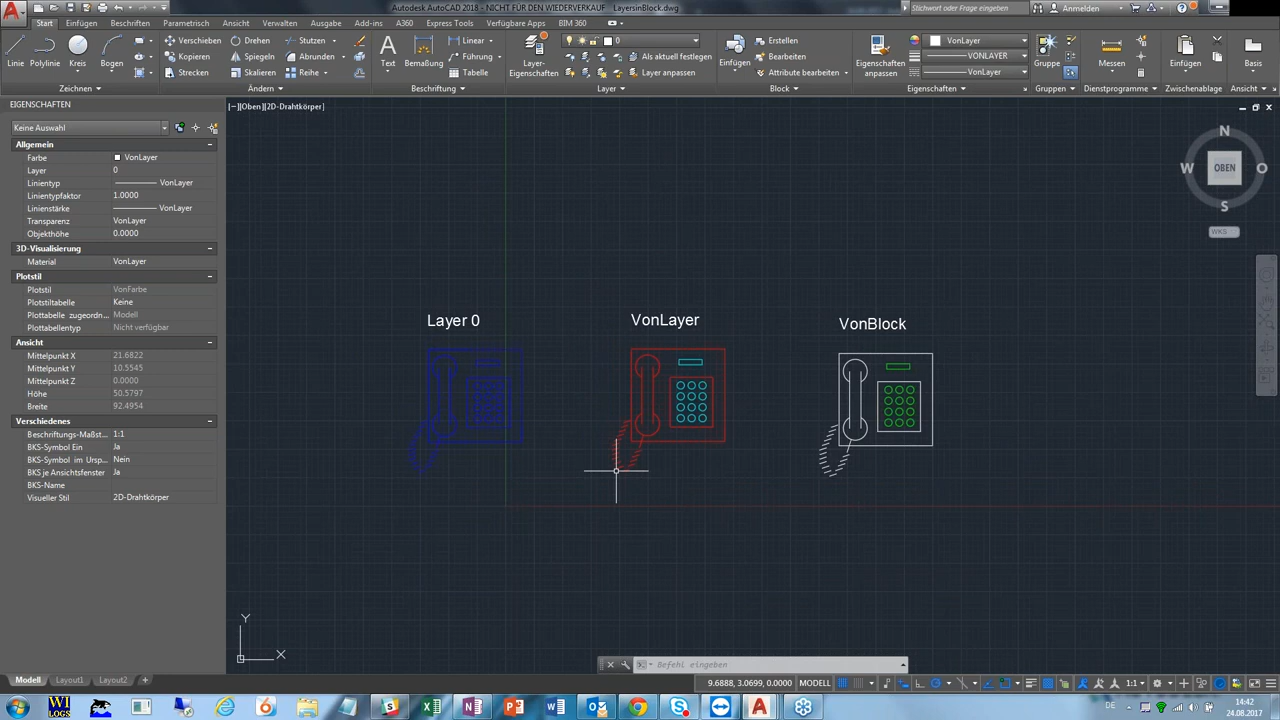 Autodesk AutoCAD 2018 - NICHT FÜR DEN WIEDERVERKAUF LayersinBlock.dwg
Stichwort oder Frage eingeben
Anmelden
Start Einfügen Beschriften Parametrisch Ansicht Verwalten Ausgabe Add-ins A360 Express Tools Verfügbare Apps BIM 360
Linie Polylinie Kreis Bogen
Verschieben Drehen Stutzen
Kopieren Spiegeln Abrunden
Strecken Skalieren Reihe
Text Bemaßung
Linear
Führung
Tabelle
Layer-
Eigenschaften
0
Als aktuell festlegen
Layer anpassen
Einfügen
Erstellen
Bearbeiten
Attribute bearbeiten
Eigenschaften
anpassen
VonLayer
VONLAYER
VonLayer
Gruppe Messen Einfügen Basis
Zeichnen Ändern Beschriftung Layer Block Eigenschaften Gruppen Dienstprogramme Zwischenablage Ansicht
EIGENSCHAFTEN
[−][Oben][2D-Drahtkörper]
Keine Auswahl
Allgemein
Farbe VonLayer
Layer 0
Linientyp VonLayer
Linientypfaktor 1.0000
Linienstärke VonLayer
Transparenz VonLayer
Objekthöhe 0.0000
3D-Visualisierung
Material VonLayer
Plotstil
Plotstil VonFarbe
Plotstiltabelle Keine
Plottabelle zugeordn... Modell
Plottabellentyp Nicht verfügbar
Ansicht
Mittelpunkt X 21.6822
Mittelpunkt Y 10.5545
Mittelpunkt Z 0.0000
Höhe 50.5797
Breite 92.4954
Verschiedenes
Beschriftungs-Maßst... 1:1
BKS-Symbol Ein Ja
BKS-Symbol im Ursp... Nein
BKS je Ansichtsfenster Ja
BKS-Name
Visueller Stil 2D-Drahtkörper
N
W OBEN O
S
WKS
Layer 0 VonLayer VonBlock
Y
X
Befehl eingeben
Modell Layout1 Layout2 +
9.6888, 3.0699, 0.0000 MODELL 1:1
WI
LOGS
DE
14:42
24.08.2017